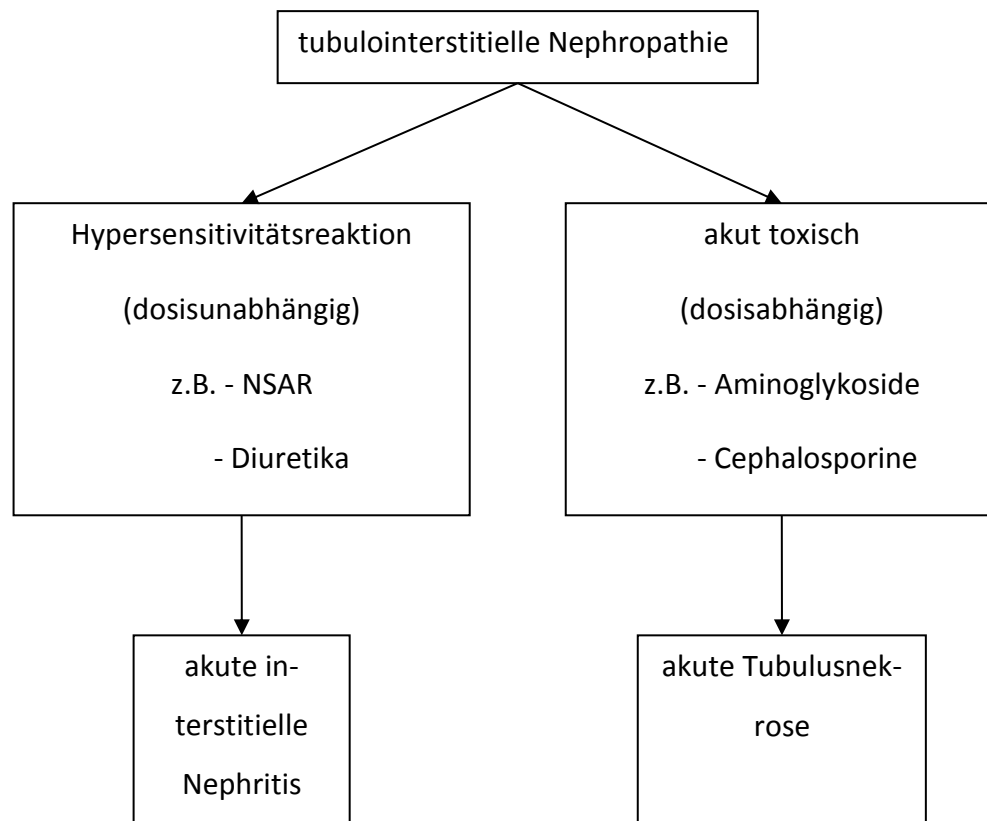 tubulointerstitielle Nephropathie
Hypersensitivitätsreaktion
(dosisunabhängig)
z.B. - NSAR
- Diuretika
akut toxisch
(dosisabhängig)
z.B. - Aminoglykoside
- Cephalosporine
akute in-
terstitielle
Nephritis
akute Tubulusnek-
rose